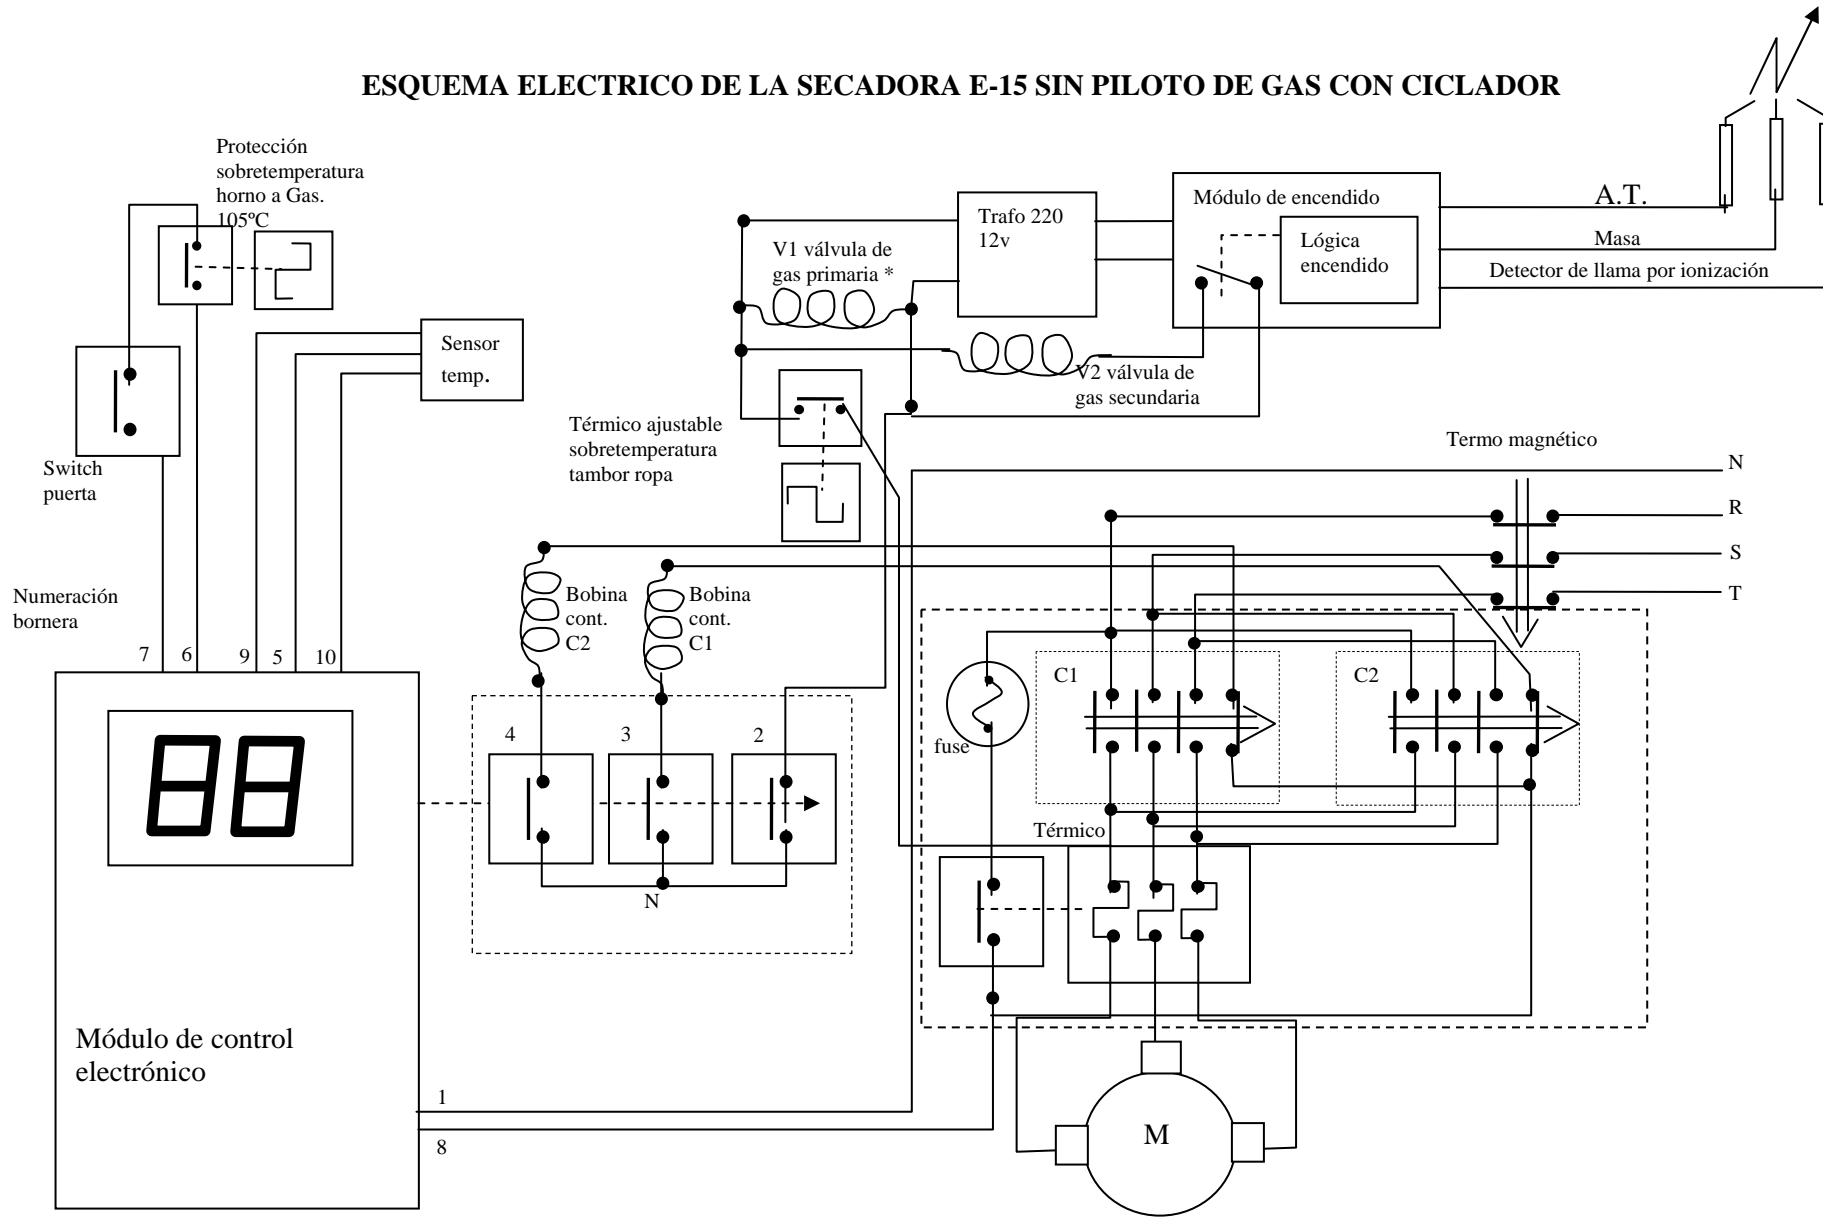 ESQUEMA ELECTRICO DE LA SECADORA E-15 SIN PILOTO DE GAS CON CICLADOR
Protección
sobretemperatura
horno a Gas.
105ºC
Trafo 220
12v
Módulo de encendido
Lógica
encendido
A.T.
Masa
Detector de llama por ionización
V1 válvula de
gas primaria *
V2 válvula de
gas secundaria
Sensor
temp.
Switch
puerta
Térmico ajustable
sobretemperatura
tambor ropa
Termo magnético
N
R
S
T
Numeración
bornera
Bobina
cont.
C2
Bobina
cont.
C1
7
6
9
5
10
C1
C2
4
3
2
fuse
88
Térmico
N
Módulo de control
electrónico
1
8
M